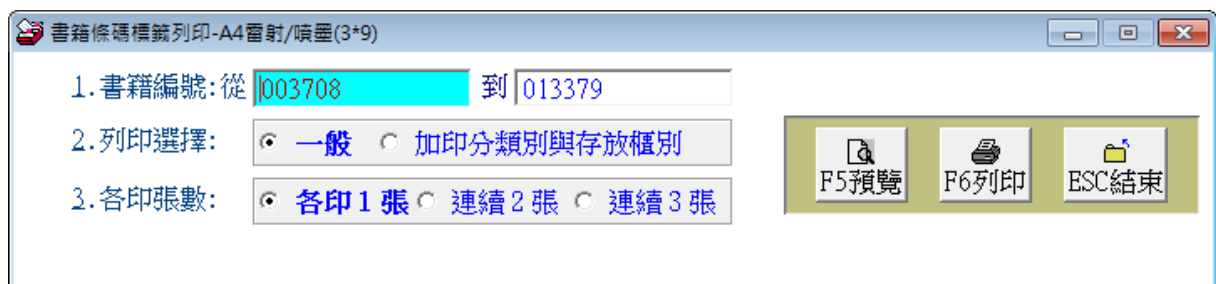 書籍條碼標籤列印-A4雷射/噴墨(3*9)
1.書籍編號:從 003708 到 013379
2.列印選擇: 一般 加印分類別與存放櫃別
3.各印張數: 各印1張 連續2張 連續3張
F5預覽 F6列印 ESC結束